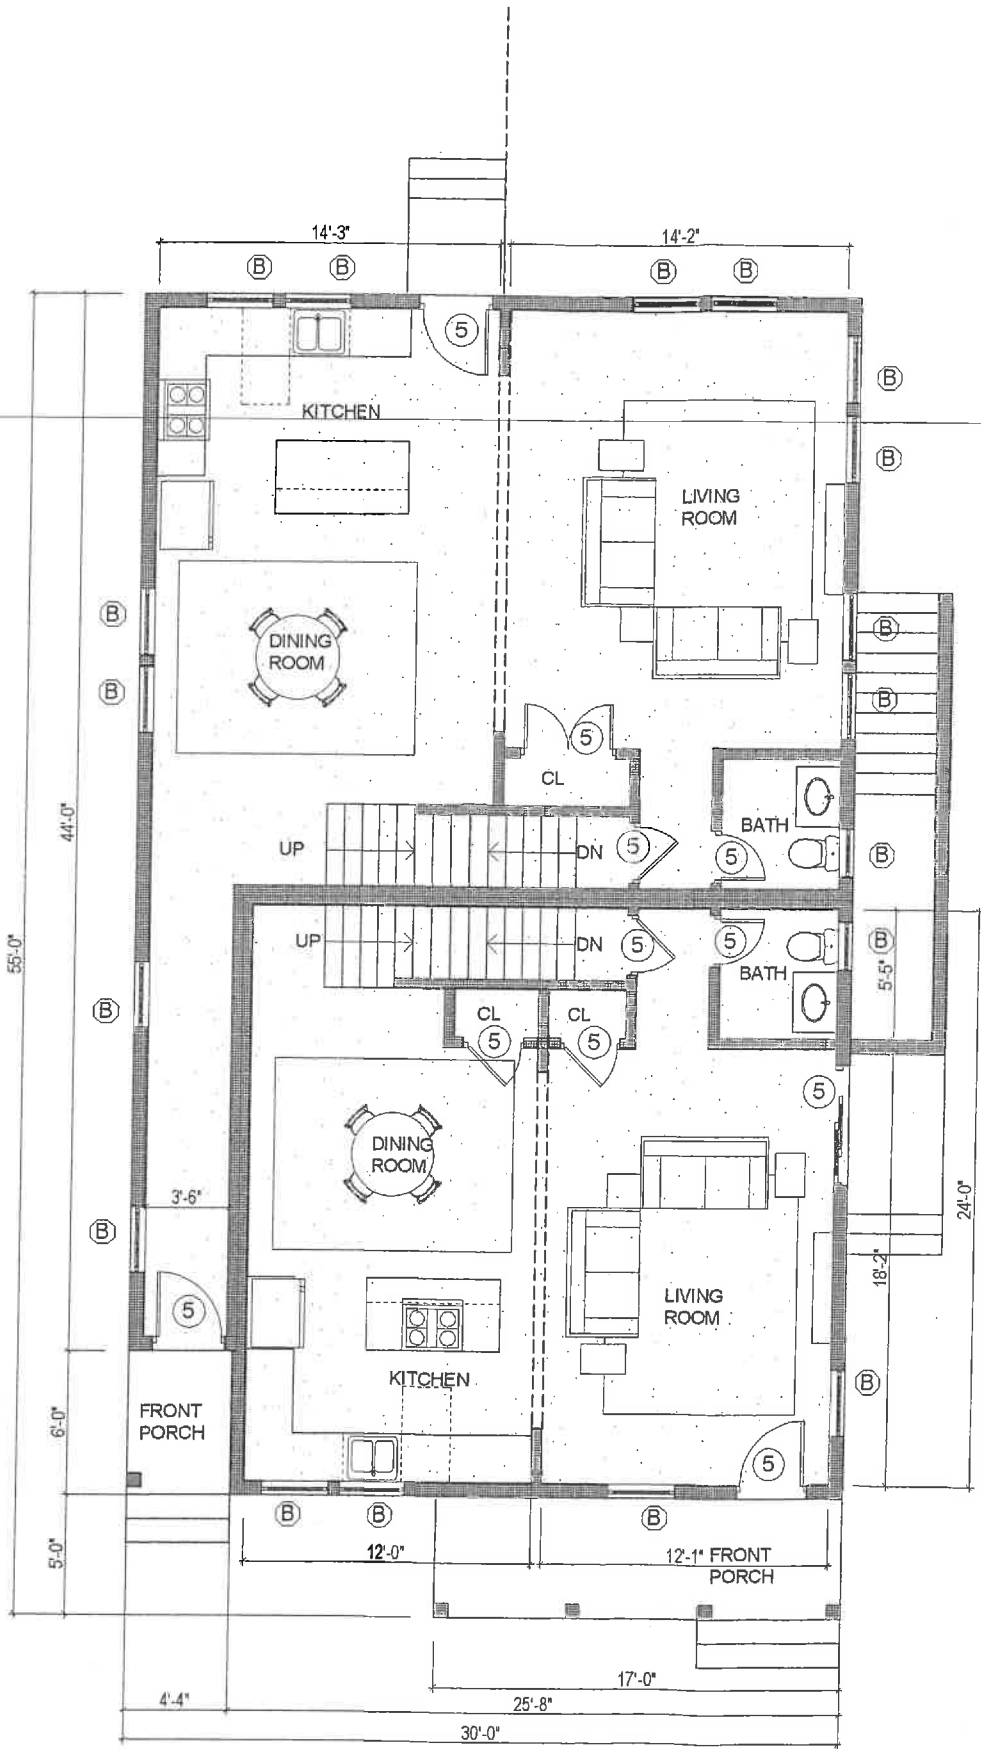 14'-3"
14'-2"
B
B
B
B
5
B
KITCHEN
B
LIVING
ROOM
B
B
DINING
ROOM
B
B
5
CL
44'-0"
BATH
UP
DN
5
5
B
55'-0"
UP
DN
5
5
B
BATH
5'-5"
CL
CL
B
5
5
5
DINING
ROOM
3'-6"
24'-0"
B
18'-2"
LIVING
ROOM
5
KITCHEN
B
FRONT
PORCH
6'-0"
5
B
B
B
5'-0"
12'-0"
12'-1"
FRONT
PORCH
17'-0"
4'-4"
25'-8"
30'-0"